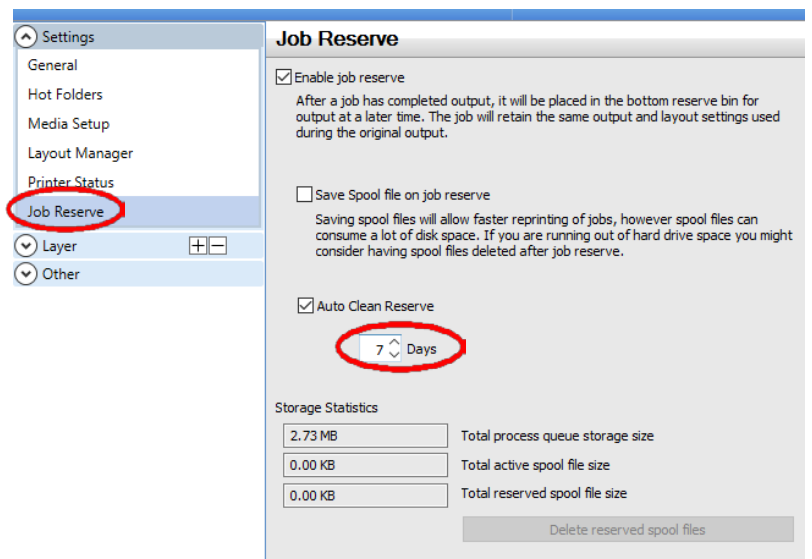 Settings
General
Hot Folders
Media Setup
Layout Manager
Printer Status
Job Reserve
Layer
Other
Job Reserve
Enable job reserve
After a job has completed output, it will be placed in the bottom reserve bin for
output at a later time. The job will retain the same output and layout settings used
during the original output.
Save Spool file on job reserve
Saving spool files will allow faster reprinting of jobs, however spool files can
consume a lot of disk space. If you are running out of hard drive space you might
consider having spool files deleted after job reserve.
Auto Clean Reserve
7 Days
Storage Statistics
2.73 MB Total process queue storage size
0.00 KB Total active spool file size
0.00 KB Total reserved spool file size
Delete reserved spool files